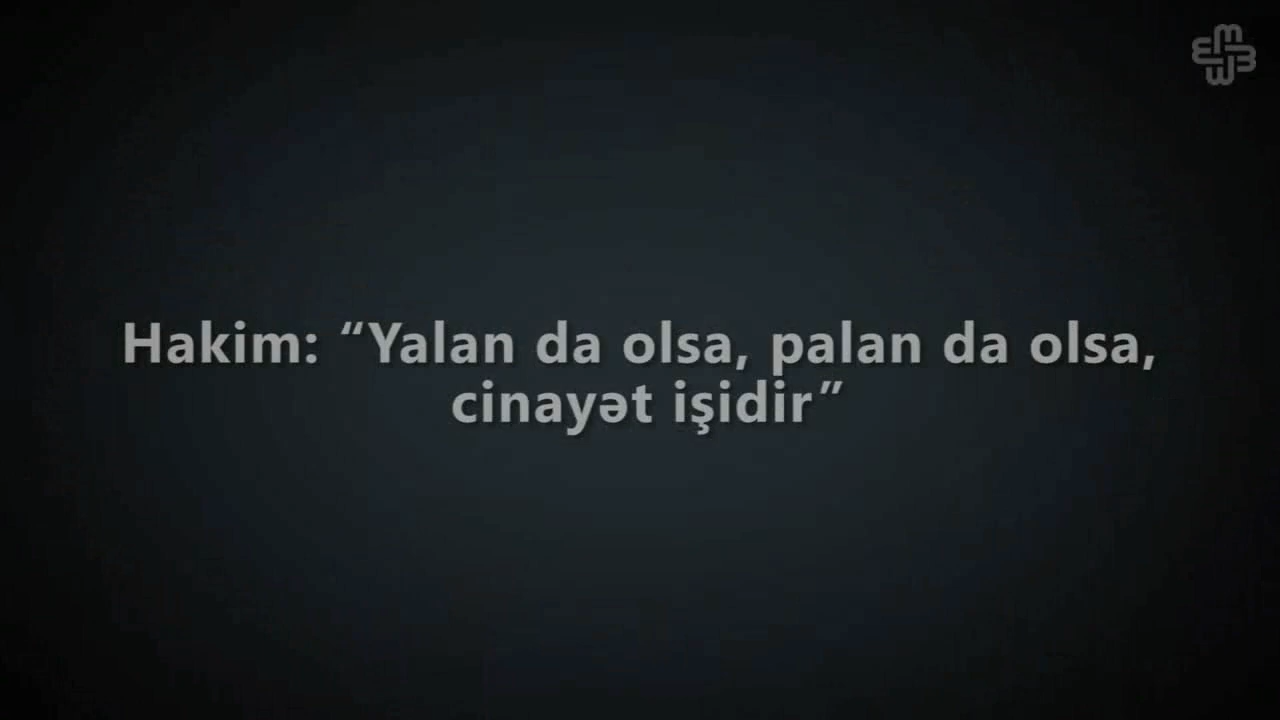 Hakim: “Yalan da olsa, palan da olsa,
cinayət işidir”